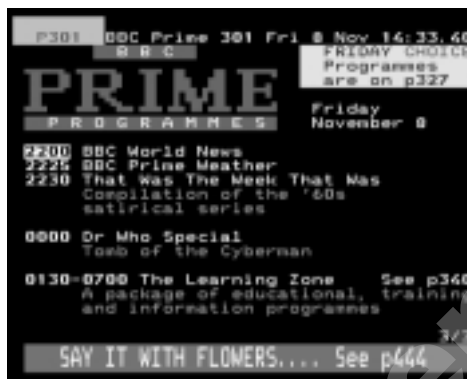 P301 BBC Prime 301 Fri 8 Nov 14:33.40
BBC
FRIDAY CHOICE
Programmes
are on p327
PRIME
Friday
PROGRAMMES
November 8
2200 BBC World News
2225 BBC Prime Weather
2230 That Was The Week That Was
Compilation of the '60s
satirical series
0000 Dr Who Special
Tomb of the Cyberman
0130-0700 The Learning Zone See p360
A package of educational, training
and information programmes
SAY IT WITH FLOWERS.... See p444